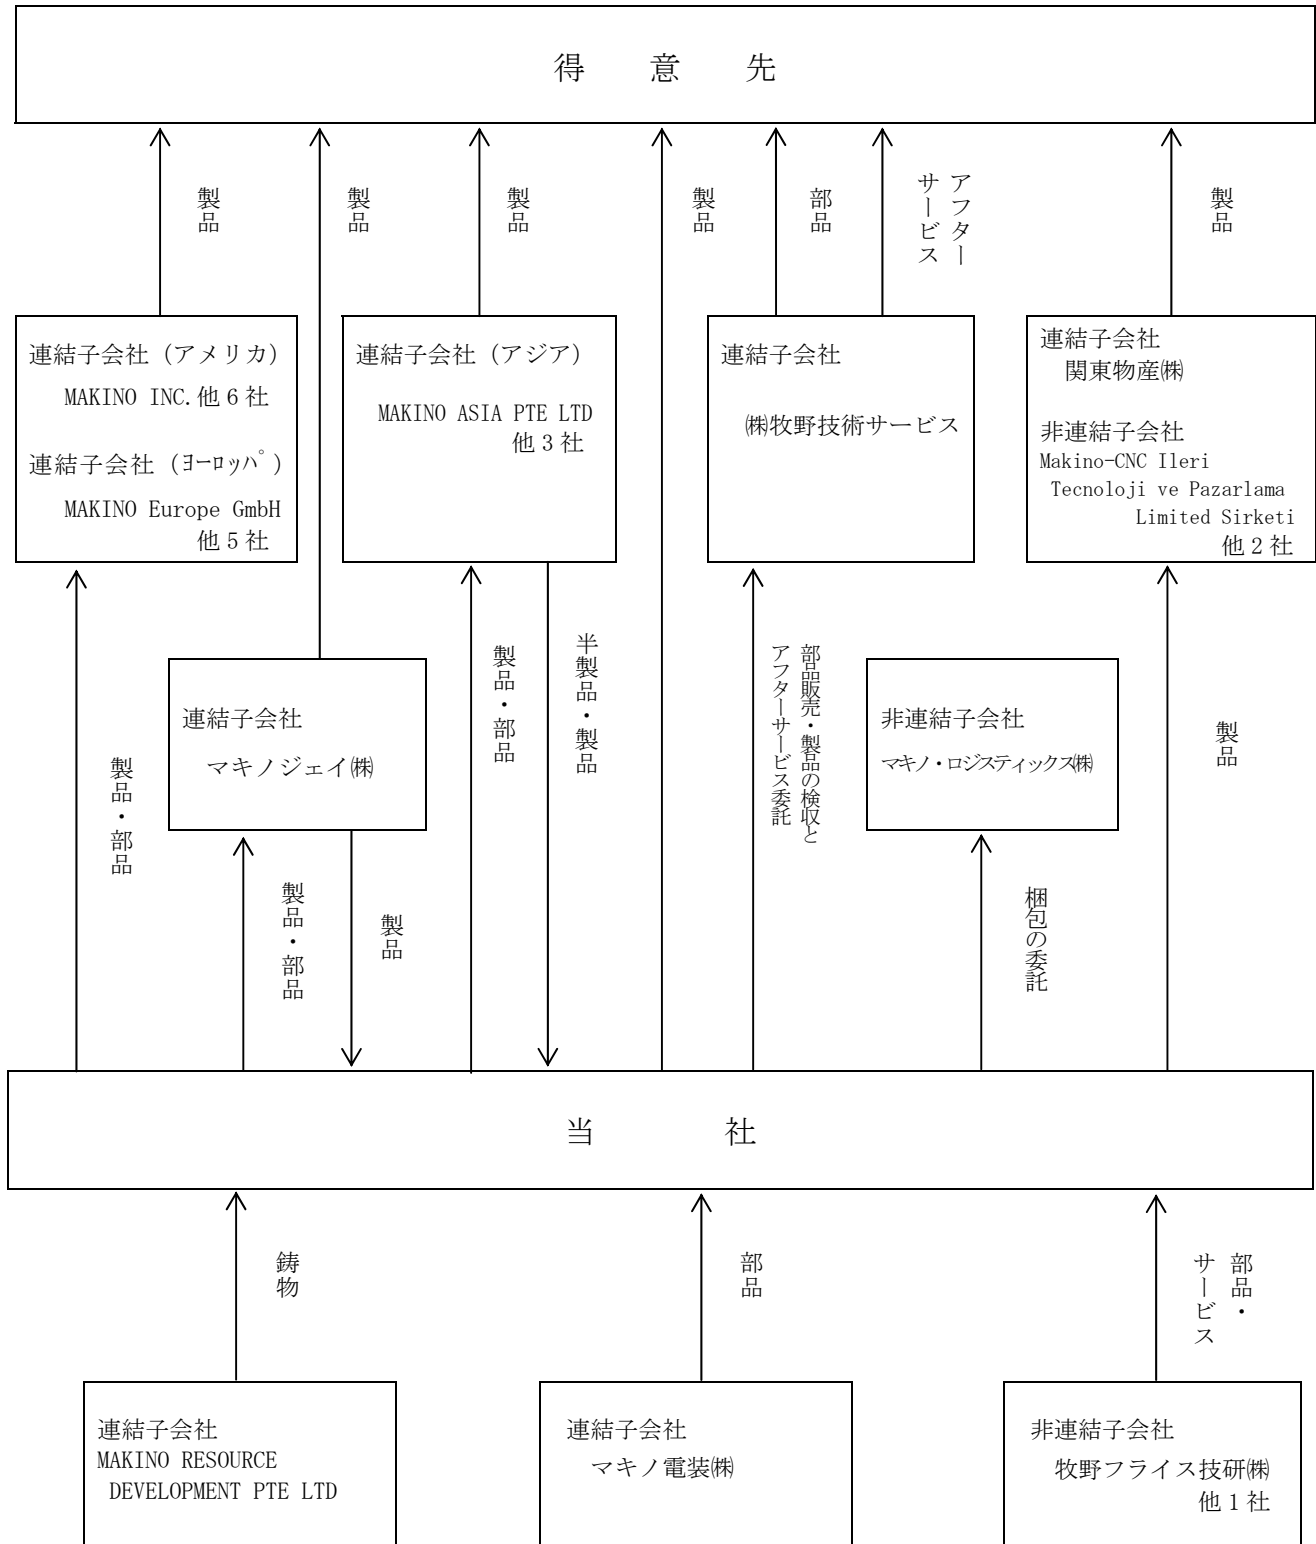 得意先
製品
製品
製品
製品
部品
アフター
サービス
製品
連結子会社（アメリカ）
MAKINO INC.他６社
連結子会社（ﾖｰﾛｯﾊﾟ）
MAKINO Europe GmbH
他５社
連結子会社（アジア）
MAKINO ASIA PTE LTD
他３社
連結子会社
㈱牧野技術サービス
連結子会社
関東物産㈱
非連結子会社
Makino-CNC Ileri
Tecnoloji ve Pazarlama
Limited Sirketi
他２社
製品・部品
連結子会社
マキノジェイ㈱
製品・部品
製品
製品・部品
半製品・製品
部品販売・製品の検収と
アフターサービス委託
非連結子会社
マキノ・ロジスティックス㈱
梱包の委託
製品
当社
鋳物
部品
部品・
サービス
連結子会社
MAKINO RESOURCE
DEVELOPMENT PTE LTD
連結子会社
マキノ電装㈱
非連結子会社
牧野フライス技研㈱
他１社